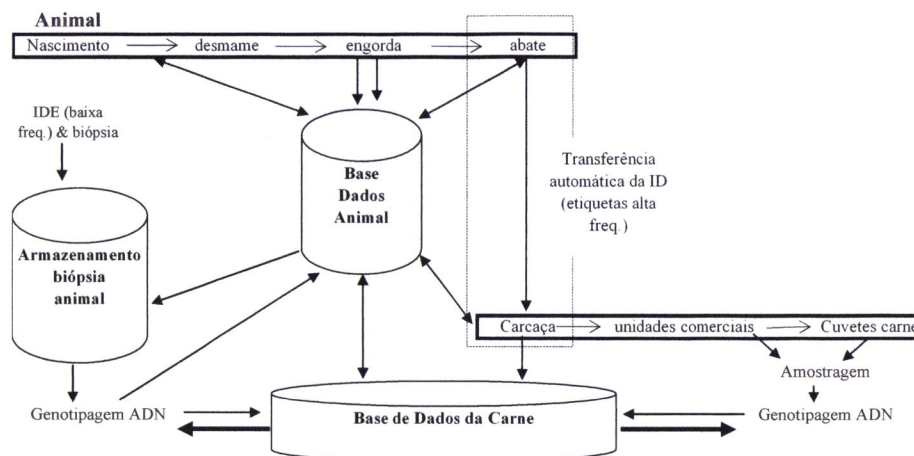 Animal
Nascimento desmame engorda abate
IDE (baixa
freq.) & biópsia
Base
Dados
Animal
Transferência
automática da ID
(etiquetas alta
freq.)
Armazenamento
biópsia
animal
Carcaça unidades comerciais Cuvetes carne
Amostragem
Genotipagem ADN
Base de Dados da Carne
Genotipagem ADN